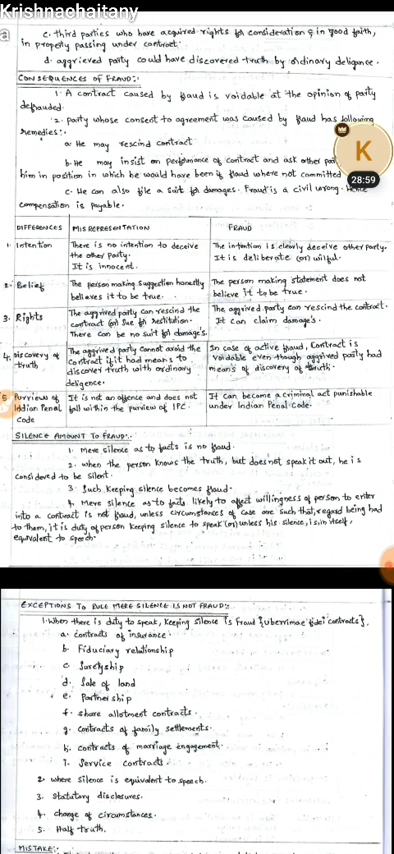 Krishnachaitany
a
c. third parties who have acquired rights for consideration & in good faith,
in property passing under contract.
d. aggrieved party could have discovered truth by ordinary deligence.
CONSEQUENCES OF FRAUD:-
1. A contract caused by fraud is voidable at the opinion of party
defrauded.
2. party whose consent to agreement was caused by fraud has following
remedies:-
a. He may rescind contract
b. He may insist on performance of contract and ask other par
him in position in which he would have been if fraud where not committed
c. He can also file a suit for damages. Fraud is a civil wrong. Hence
compensation is payable.
K
28:59
DIFFERENCES MISREPRESENTATION FRAUD
1. Intention There is no intention to deceive the other party. It is innocent. The intention is clearly deceive other party. It is deliberate (or) wilful.
2. Belief The person making suggestion honestly believes it to be true. The person making statement does not believe it to be true.
3. Rights The aggrived party can rescind the contract (or) sue for restitution. There can be no suit for damage's. The aggrived party can rescind the contract. It can claim damage's.
4. Discovery of truth The aggrived party cannot avoid the contract if it had means to discover truth with ordinary deligence. In case of active fraud, contract is voidable even though aggrived party had means of discovery of truth.
5 Purview of Indian Penal Code It is not an offence and does not fall within the purview of IPC. It can become a criminal act punishable under Indian Penal Code.
SILENCE AMOUNT TO FRAUD:-
1. Mere silence as to facts is no fraud.
2. when the person knows the truth, but does not speak it out, he is
considered to be silent.
3. Such keeping silence becomes fraud.
4. Mere silence as to facts likely to affect willingness of person to enter
into a contract is not fraud, unless circumstances of case are such that, regard being had
to them, it is duty of person keeping silence to speak (or) unless his silence, is, in itself,
equivalent to speech.
EXCEPTIONS TO RULE MERE SILENCE IS NOT FRAUD:-
1. When there is duty to speak, keeping silence is fraud {uberrimae fidei contracts}.
a. contracts of insurance.
b. Fiduciary relationship
c Suretyship
d. Sale of land
e. Partnership
f. share allotment contracts.
g. contracts of family settlements.
h. contracts of marriage engagement.
i. Service contracts.
2. where silence is equivalent to speech.
3. statutory disclosures.
4. change of circumstances.
5. Half truth.
MISTAKE:-